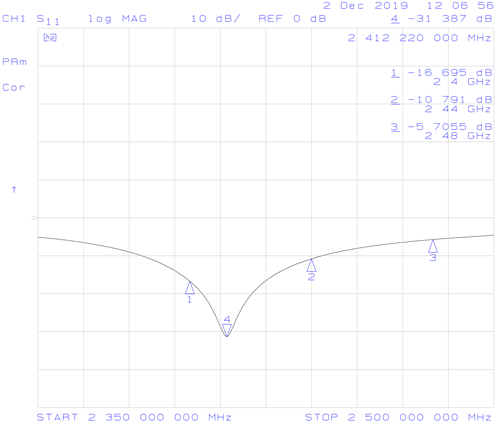 2 Dec 2019 12 06 56
CH1 S11 log MAG 10 dB/ REF 0 dB 4 -31 387 dB
2 412 220 000 MHz
PRm
1 -16 695 dB
2 4 GHz
Cor
2 -10 791 dB
2 44 GHz
3 -5 7055 dB
2 48 GHz
↑
1
2
3
4
START 2 350 000 000 MHz STOP 2 500 000 000 MHz